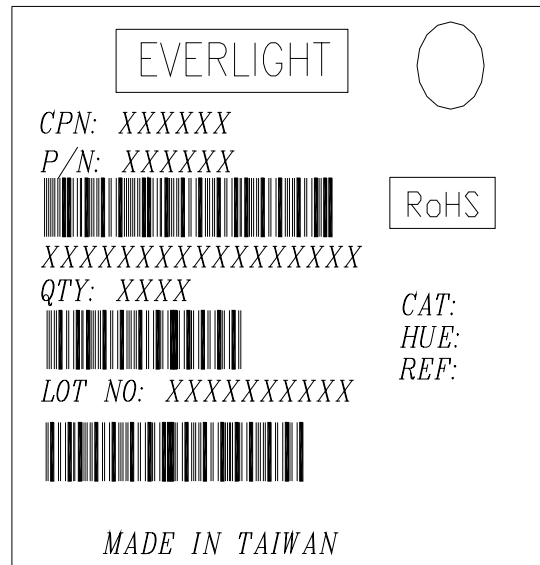 EVERLIGHT
CPN: XXXXXX
P/N: XXXXXX
RoHS
XXXXXXXXXXXXXXXXX
QTY: XXXX
CAT:
HUE:
REF:
LOT NO: XXXXXXXXXX
MADE IN TAIWAN